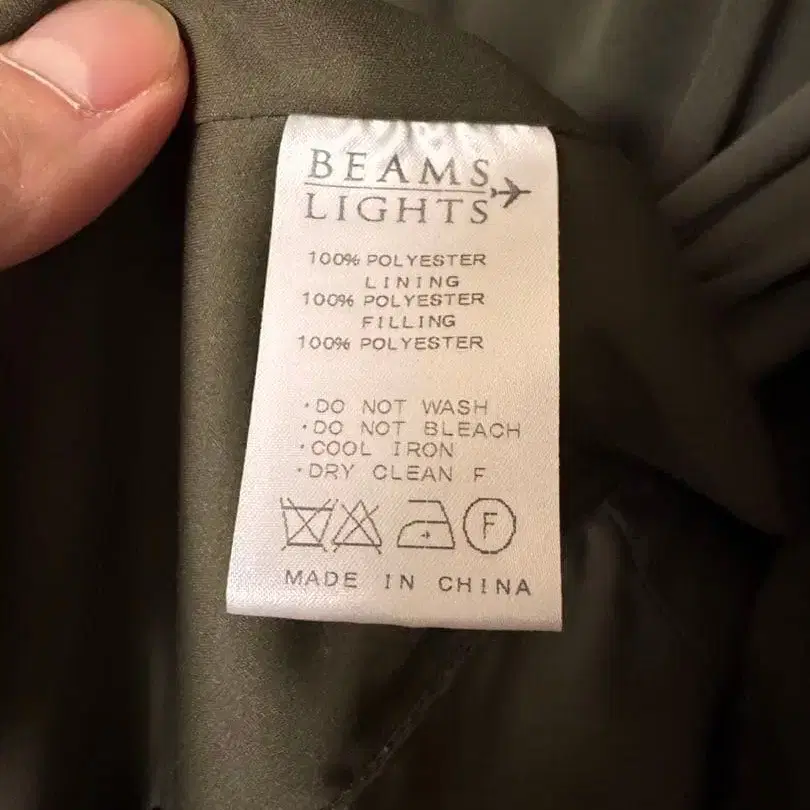 BEAMS
LIGHTS
100% POLYESTER
LINING
100% POLYESTER
FILLING
100% POLYESTER
・DO NOT WASH
・DO NOT BLEACH
・COOL IRON
・DRY CLEAN F
F
MADE IN CHINA